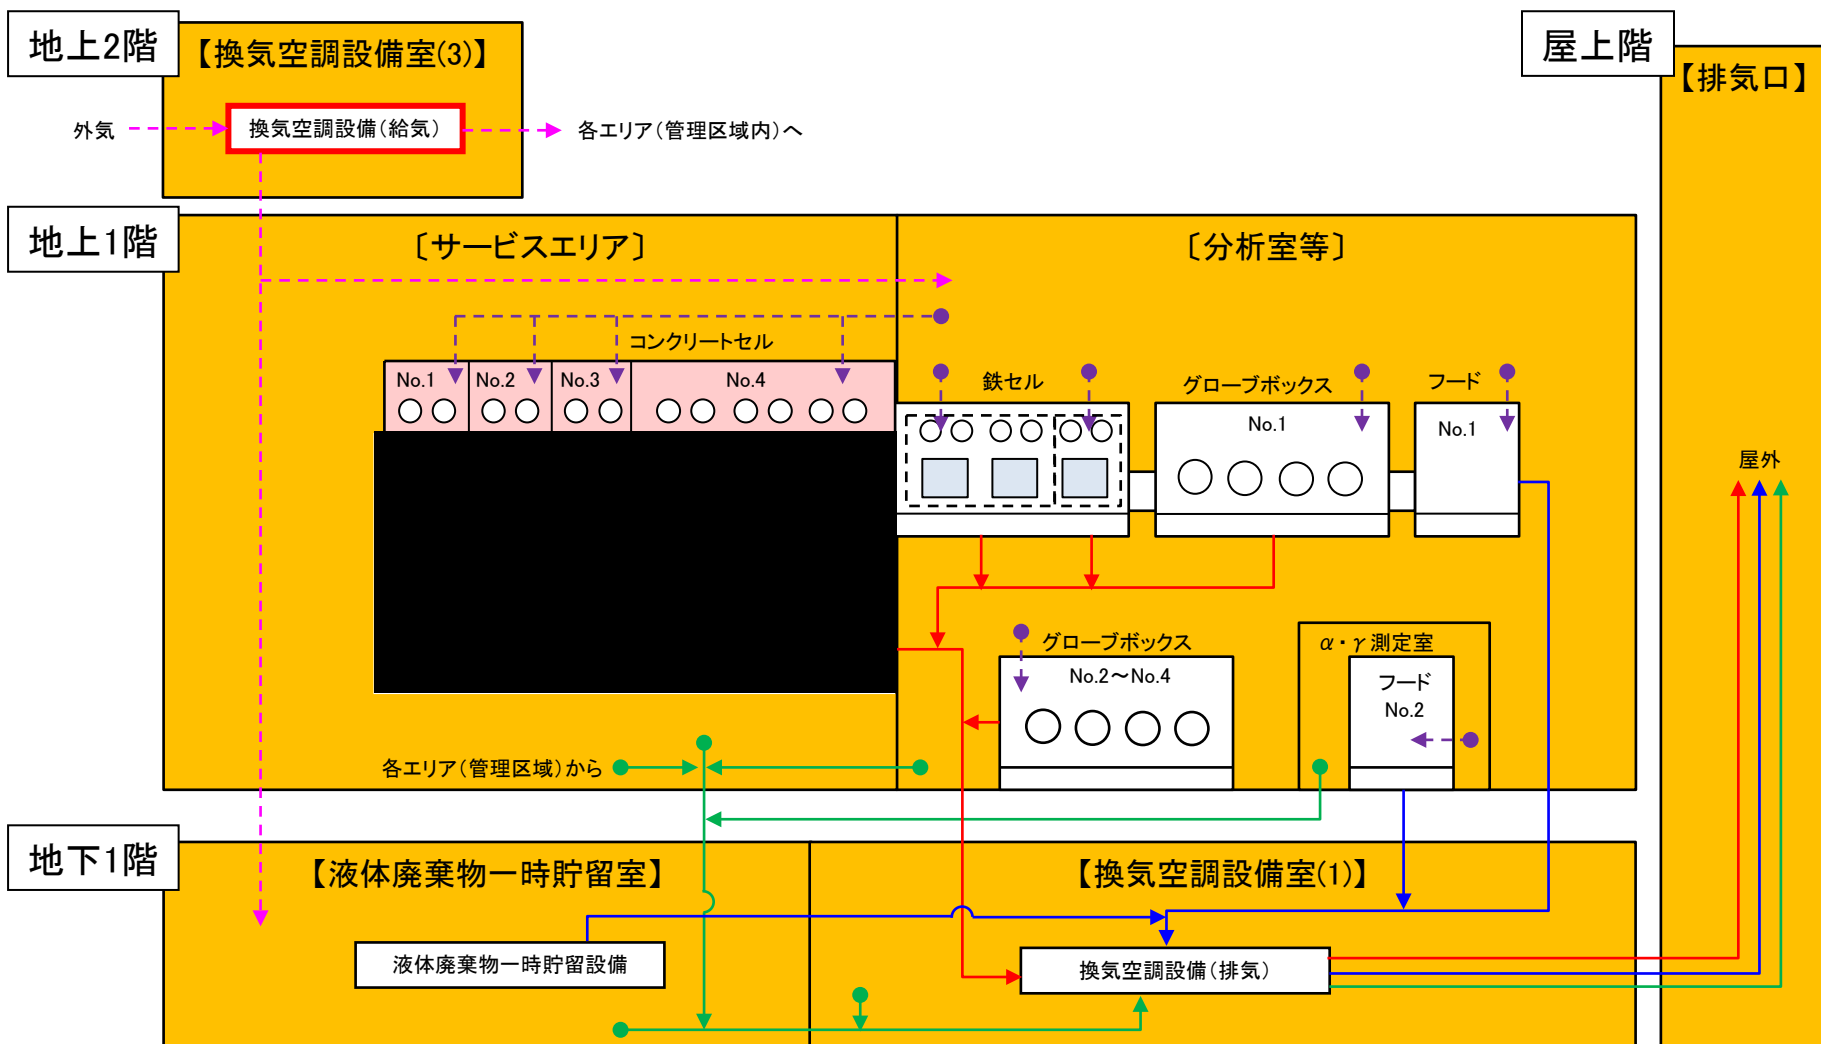 地上2階
【換気空調設備室(3)】
外気
換気空調設備(給気)
各エリア(管理区域内)へ
屋上階
【排気口】
屋外
地上1階
〔サービスエリア〕
〔分析室等〕
コンクリートセル
No.1
No.2
No.3
No.4
鉄セル
グローブボックス
No.1
フード
No.1
グローブボックス
No.2～No.4
α・γ測定室
フード
No.2
各エリア(管理区域)から
地下1階
【液体廃棄物一時貯留室】
【換気空調設備室(1)】
液体廃棄物一時貯留設備
換気空調設備(排気)